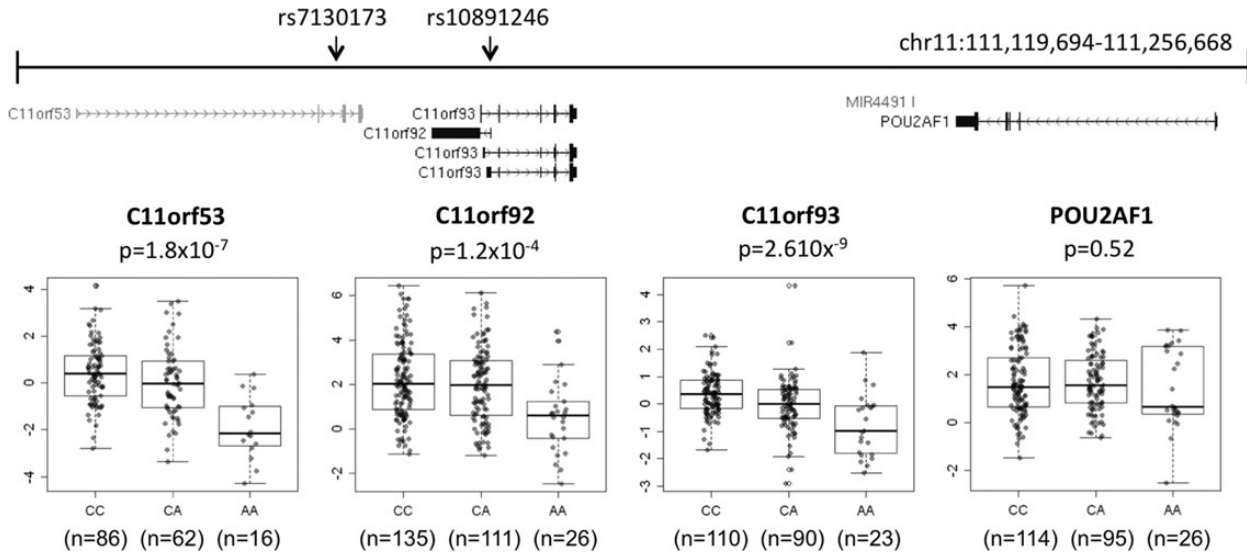 rs7130173 rs10891246
chr11:111,119,694-111,256,668
C11orf53 C11orf93 MIR4491
C11orf92 POU2AF1
C11orf93
C11orf93
C11orf53 C11orf92 C11orf93 POU2AF1
p=1.8x10⁻⁷ p=1.2x10⁻⁴ p=2.610x⁻⁹ p=0.52
4
2
0
-2
-4
6
4
2
0
-2
4
3
2
1
0
-1
-2
-3
6
4
2
0
-2
CC CA AA CC CA AA CC CA AA CC CA AA
(n=86) (n=62) (n=16) (n=135) (n=111) (n=26) (n=110) (n=90) (n=23) (n=114) (n=95) (n=26)